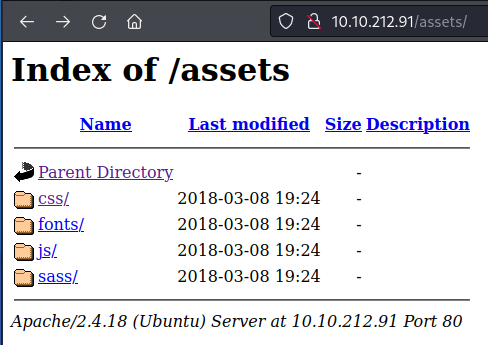 10.10.212.91/assets/
Index of /assets
Name Last modified Size Description
Parent Directory -
css/ 2018-03-08 19:24 -
fonts/ 2018-03-08 19:24 -
js/ 2018-03-08 19:24 -
sass/ 2018-03-08 19:24 -
Apache/2.4.18 (Ubuntu) Server at 10.10.212.91 Port 80